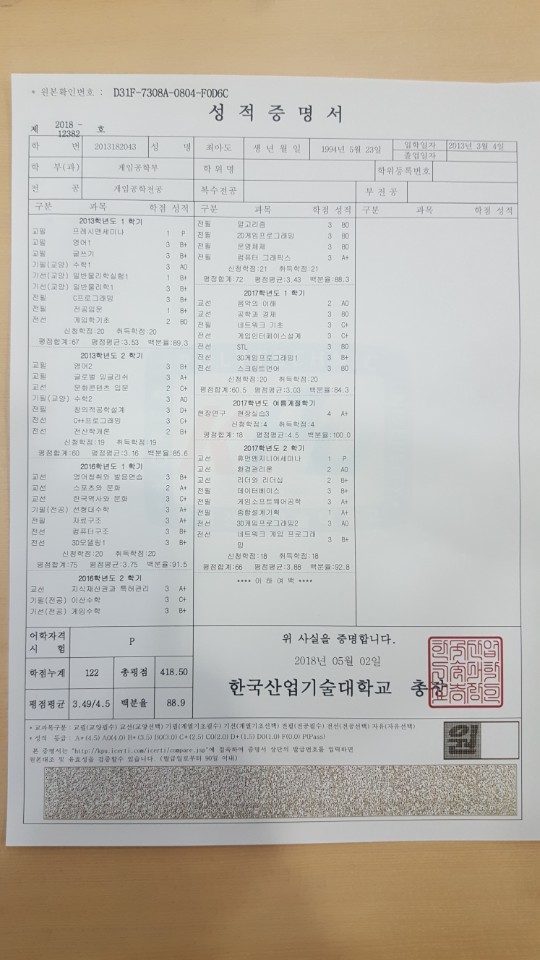 * 원본확인번호 : D31F-7308A-0804-F0D6C
성 적 증 명 서
제 2018 - 12382 호
학 번 2013182043 성 명 최아도 생 년 월 일 1994년 5월 23일 입학일자 2013년 3월 4일
졸업일자
학 부(과) 게임공학부 학 위 명 학위등록번호
전 공 게임공학전공 복수전공 부 전 공
구분 과목 학점 성적
2013학년도 1 학기
교필 프레시맨세미나 1 P
교필 영어1 3 B+
교필 글쓰기 3 B+
기필(교양) 수학1 3 A0
기선(교양) 일반물리학실험1 1 B+
기선(교양) 일반물리학1 3 B+
전필 C프로그래밍 3 B+
전선 전공입문 1 B+
전선 게임학기초 2 B0
신청학점:20 취득학점:20
평점합계:67 평점평균:3.53 백분율:89.3
2013학년도 2 학기
교필 영어2 3 B+
교필 글로벌 잉글리쉬 3 A+
교선 문화콘텐츠 입문 2 C+
기필(교양) 수학2 3 A0
전필 창의적공학설계 3 D+
전선 C++프로그래밍 3 C+
전선 전산학개론 2 B+
신청학점:19 취득학점:19
평점합계:60 평점평균:3.16 백분율:85.6
2016학년도 1 학기
교필 영어청취와 발음연습 3 B+
교선 스포츠와 문화 2 A+
교선 한국역사와 문화 3 C+
기필(전공) 선형대수학 3 A+
전필 자료구조 3 A+
전선 컴퓨터구조 3 B+
전선 3D모델링1 3 B+
신청학점:20 취득학점:20
평점합계:75 평점평균:3.75 백분율:91.5
2016학년도 2 학기
교선 지식재산권과 특허관리 3 A+
기필(전공) 이산수학 3 C+
기선(전공) 게임수학 3 B+
구분 과목 학점 성적
전필 알고리즘 3 B0
전필 2D게임프로그래밍 3 B0
전필 운영체제 3 B0
전필 컴퓨터 그래픽스 3 A+
신청학점:21 취득학점:21
평점합계:72 평점평균:3.43 백분율:88.3
2017학년도 1 학기
교선 음악의 이해 2 A0
교선 공학과 경제 3 B0
전필 네트워크 기초 3 C+
전선 게임인터페이스설계 3 C+
전선 STL 3 B0
전선 3D게임프로그래밍1 3 B+
전선 스크립트언어 3 B0
신청학점:20 취득학점:20
평점합계:60.5 평점평균:3.03 백분율:84.3
2017학년도 여름계절학기
현장연구 현장실습3 4 A+
신청학점:4 취득학점:4
평점합계:18 평점평균:4.5 백분율:100.0
2017학년도 2 학기
교선 휴먼엔지니어세미나 1 P
교선 환경관리론 2 A0
교선 리더와 리더십 2 B+
전필 데이터베이스 3 B+
전필 게임소프트웨어공학 3 A+
전필 종합설계기획 1 A+
전선 3D게임프로그래밍2 3 A0
전선 네트워크 게임 프로그래밍 3 B+
신청학점:18 취득학점:18
평점합계:66 평점평균:3.88 백분율:92.8
**** 이 하 여 백 ****
구분 과목 학점 성적
어학자격 시 험 P
학점누계 122 총평점 418.50
평점평균 3.49/4.5 백분율 88.9
위 사실을 증명합니다.
2018년 05월 02일
한국산업기술대학교 총장
* 교과목구분 : 교필(교양필수) 교선(교양선택) 기필(계열기초필수) 기선(계열기초선택) 전필(전공필수) 전선(전공선택) 자유(자유선택)
* 성적 등급 : A+(4.5) A0(4.0) B+(3.5) B0(3.0) C+(2.5) C0(2.0) D+(1.5) D0(1.0) F(0.0) P(Pass)
본 증명서는 "http://kpu.icerti.com/icerti/compare.jsp"에 접속하여 증명서 상단의 발급번호를 입력하면
원본대조 및 유효성을 검증할수 있습니다. (발급일로부터 90일 이내)
원